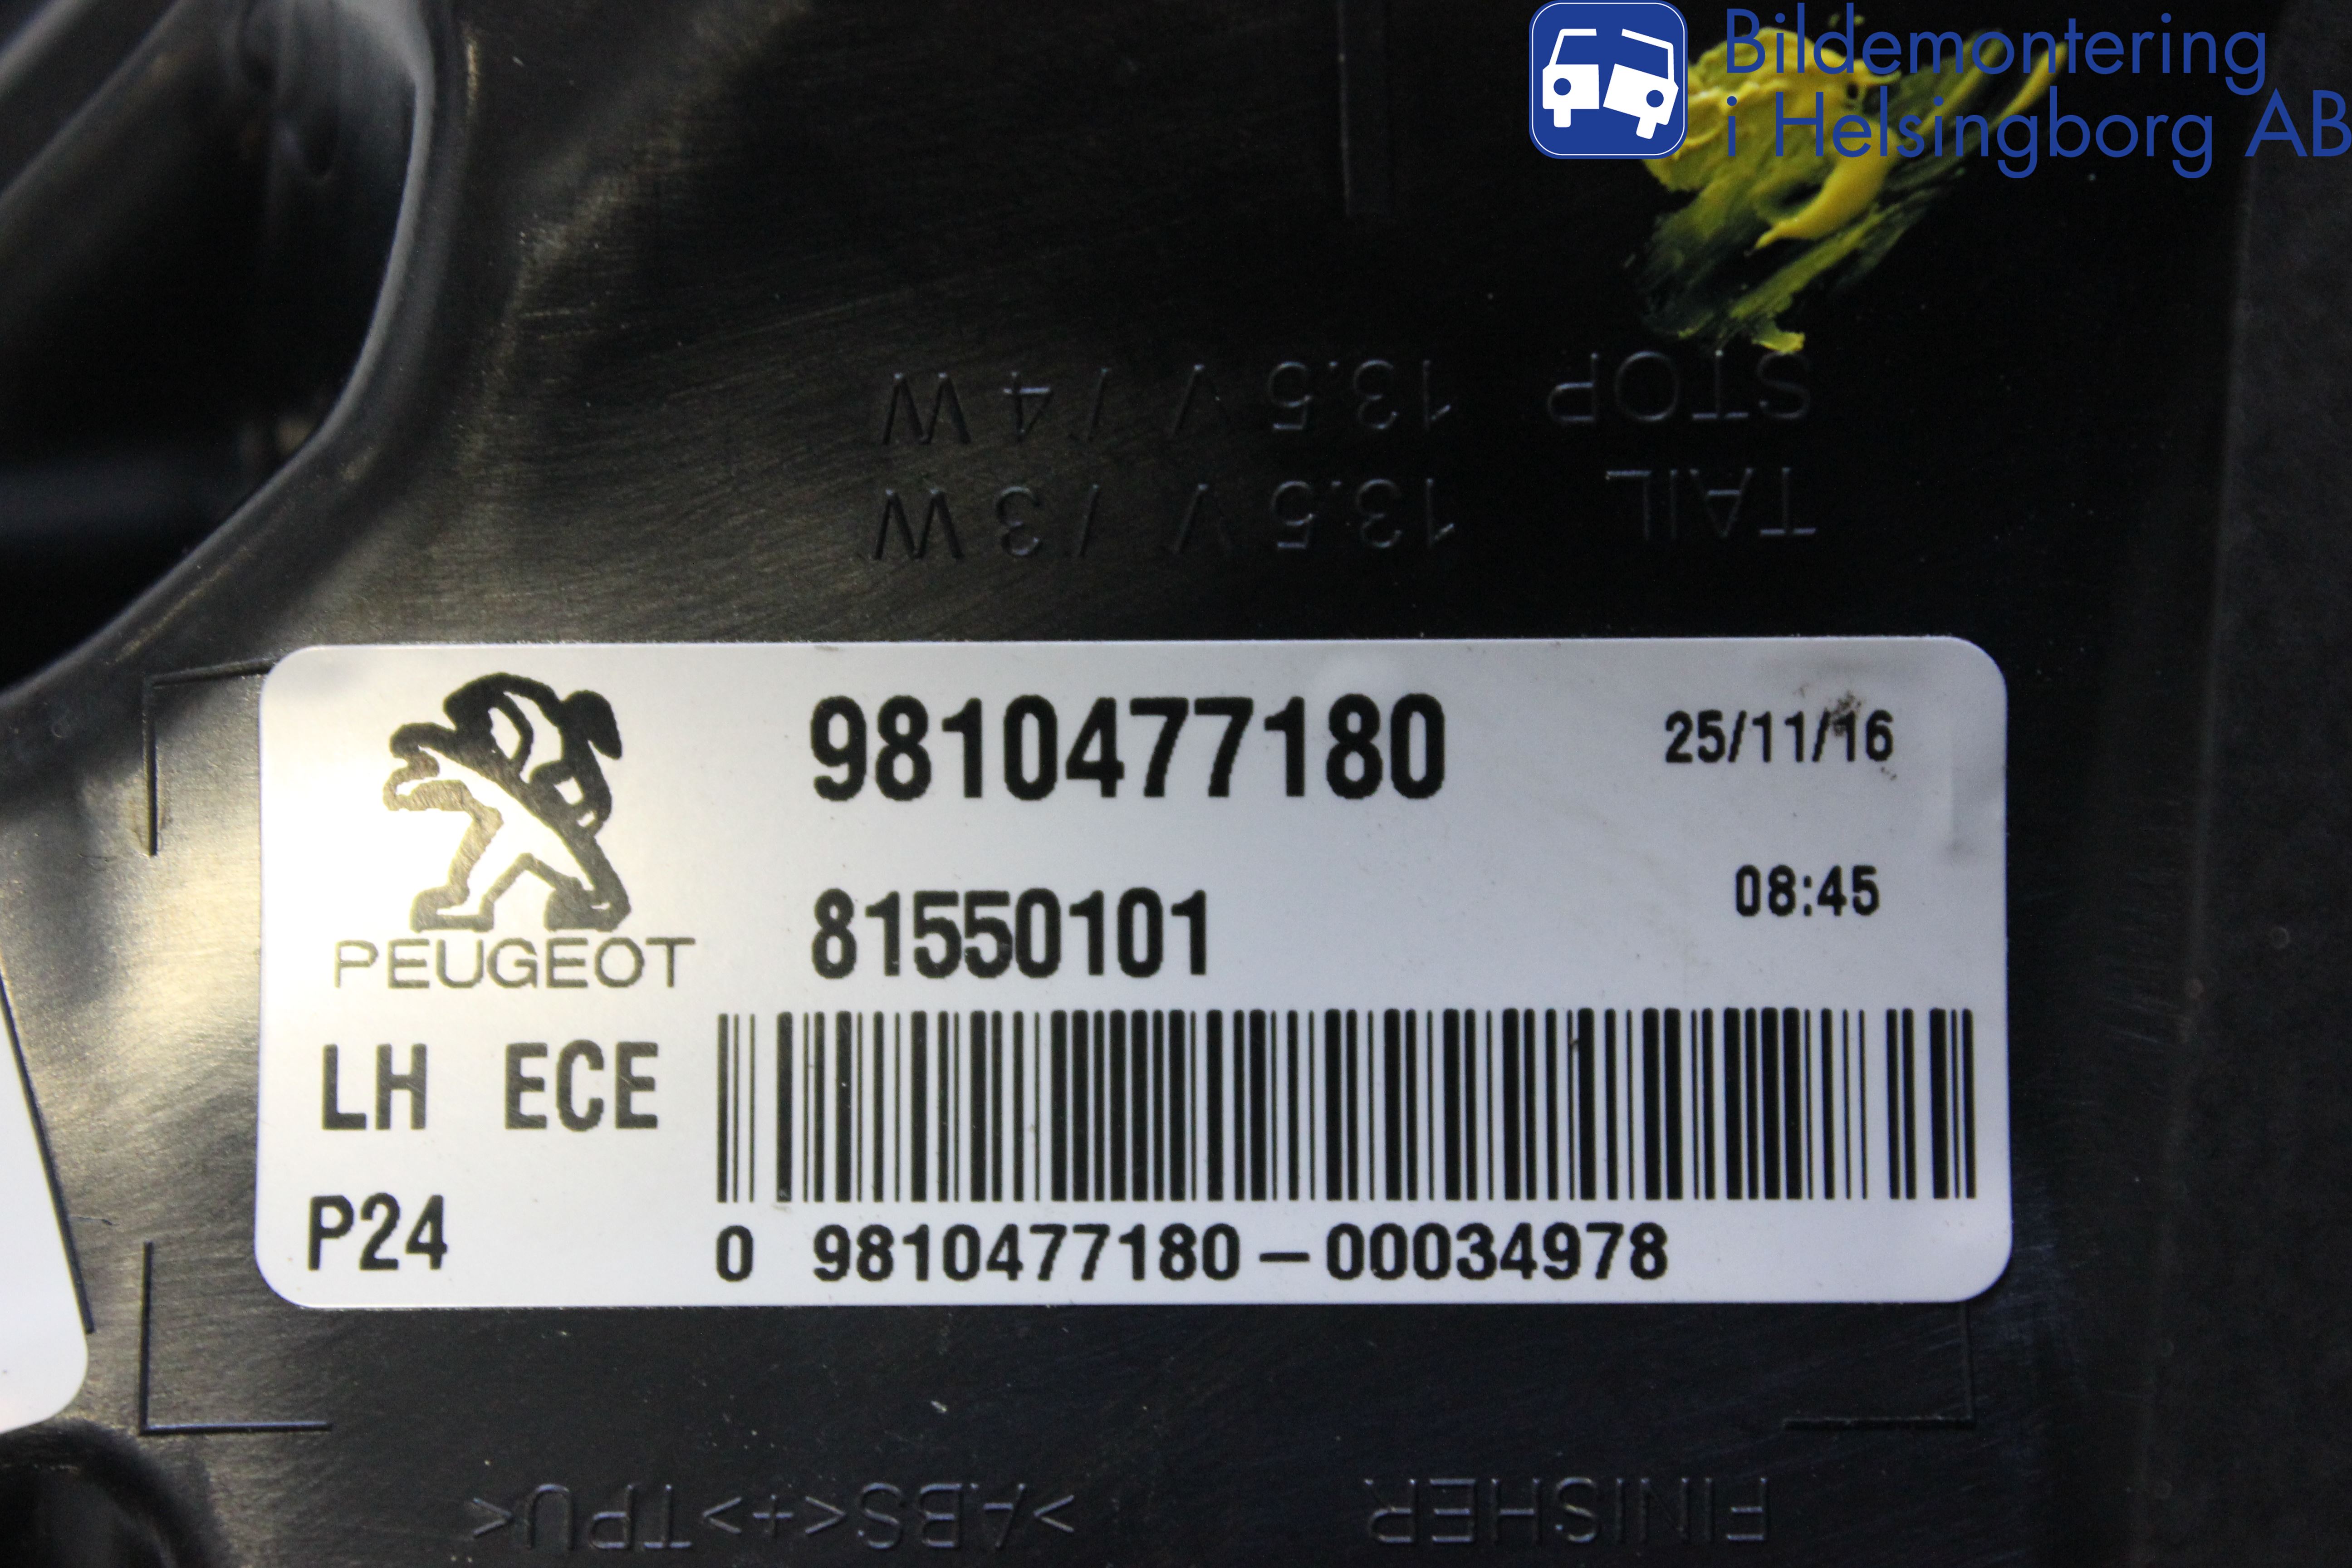 Bildemontering
i Helsingborg AB
STOP 13.5 V / 4 W
TAIL 13.5 V / 3 W
9810477180
25/11/16
81550101
08:45
PEUGEOT
LH ECE
P24
0 9810477180-00034978
FINISHER >ABS<+>TPU<